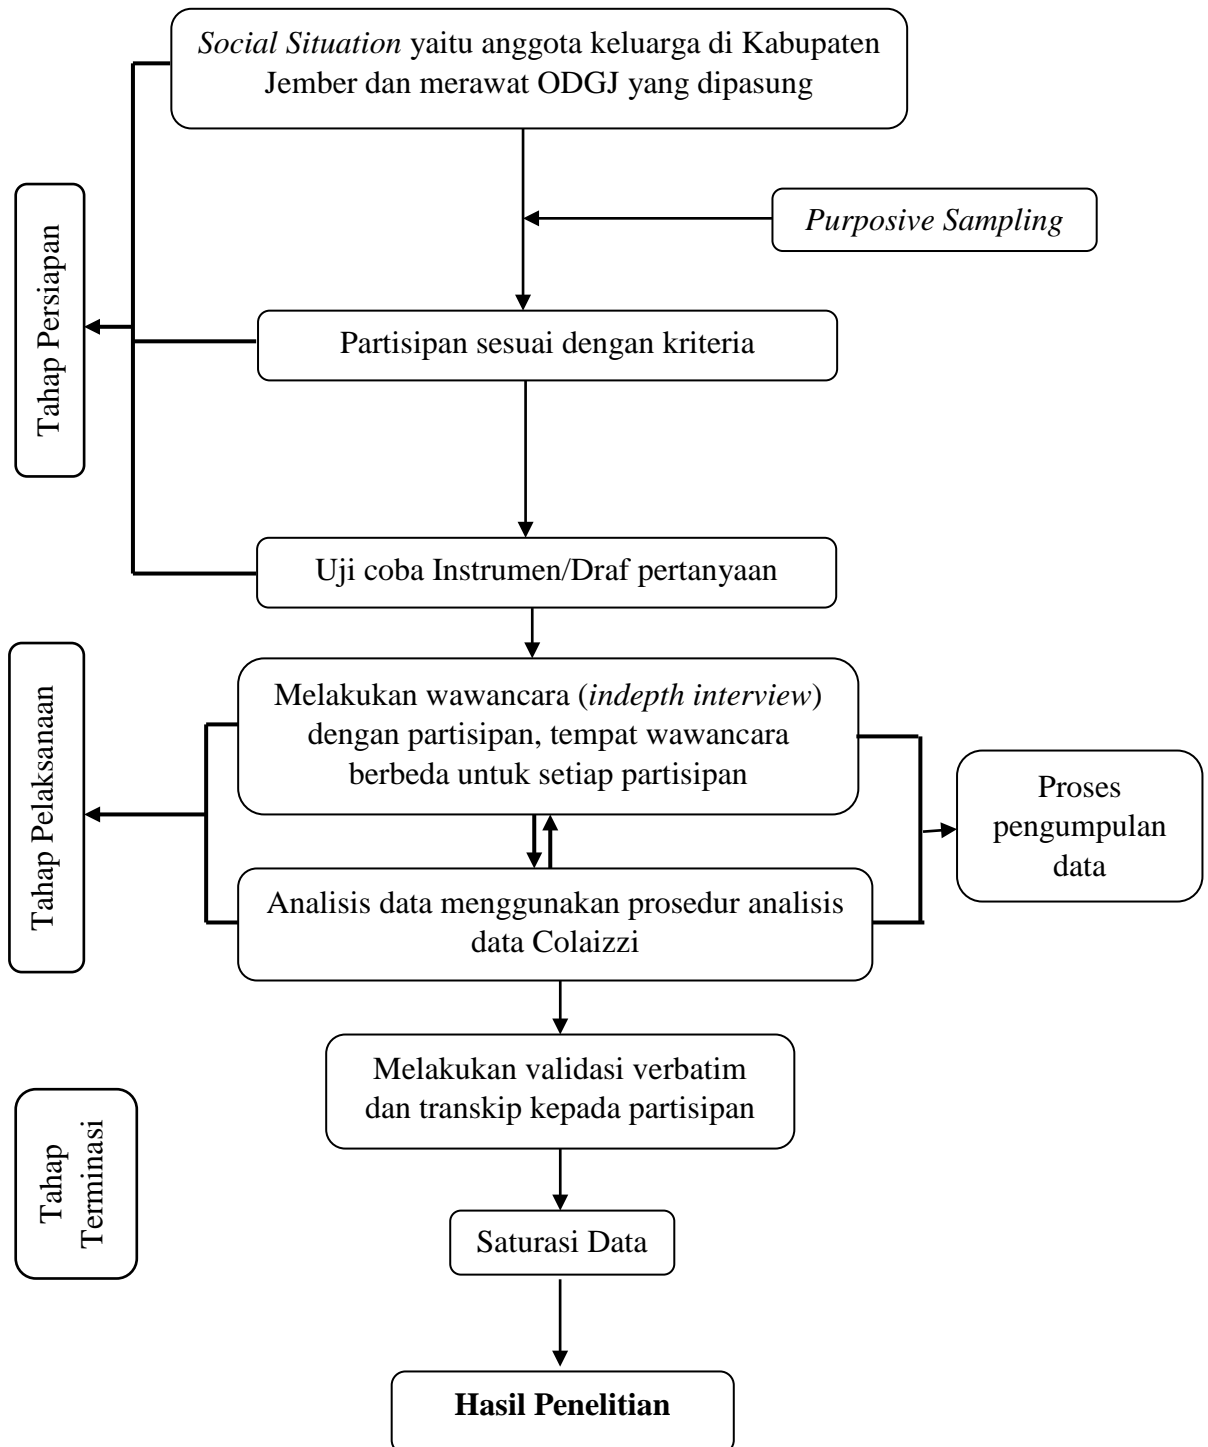 Social Situation yaitu anggota keluarga di Kabupaten
Jember dan merawat ODGJ yang dipasung
Purposive Sampling
Tahap Persiapan
Partisipan sesuai dengan kriteria
Uji coba Instrumen/Draf pertanyaan
Tahap Pelaksanaan
Melakukan wawancara (indepth interview)
dengan partisipan, tempat wawancara
berbeda untuk setiap partisipan
Proses
pengumpulan
data
Analisis data menggunakan prosedur analisis
data Colaizzi
Melakukan validasi verbatim
dan transkip kepada partisipan
Tahap
Terminasi
Saturasi Data
Hasil Penelitian